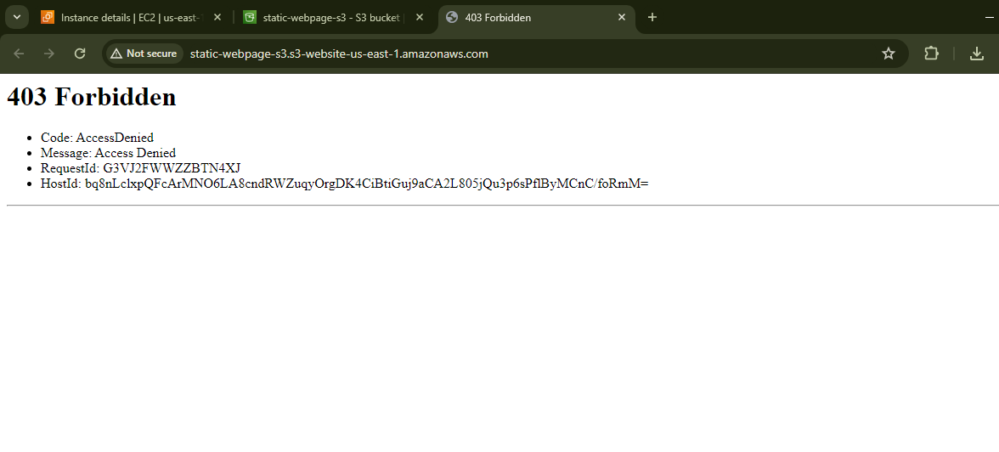 Instance details | EC2 | us-east-1
static-webpage-s3 - S3 bucket |
403 Forbidden
Not secure
static-webpage-s3.s3-website-us-east-1.amazonaws.com
403 Forbidden
Code: AccessDenied
Message: Access Denied
RequestId: G3VJ2FWWZZBTN4XJ
HostId: bq8nLclxpQFcArMNO6LA8cndRWZuqyOrgDK4CiBtiGuj9aCA2L805jQu3p6sPflByMCnC/foRmM=